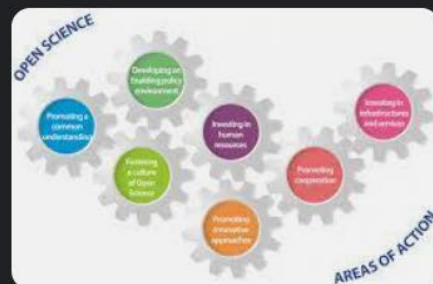 OPEN SCIENCE
Developing an
enabling policy
environment
Promoting a
common
understanding
Investing in
human
resources
Investing in
infrastructures
and services
Fostering
a culture
of Open
Science
Promoting
cooperation
Promoting
innovative
approaches
AREAS OF ACTION